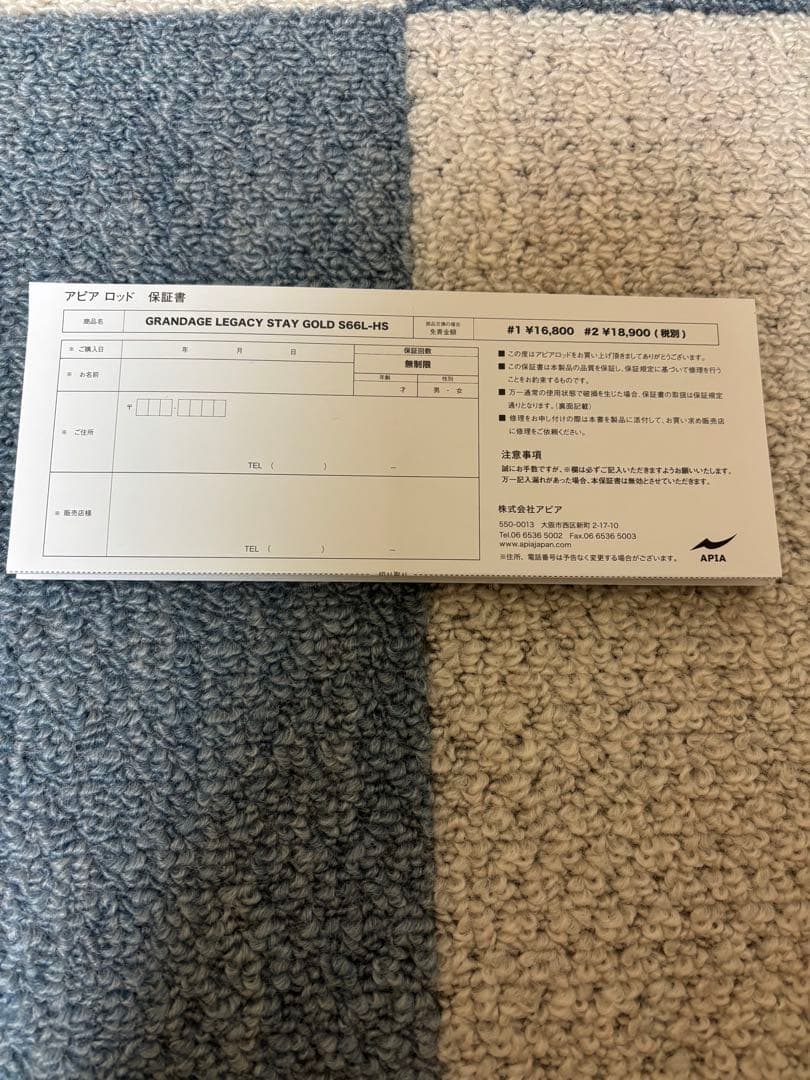 アピア ロッド 保証書
商品名 GRANDAGE LEGACY STAY GOLD S66L-HS 商品交換の場合 免責金額 #1 ¥16,800 #2 ¥18,900 (税別)
※ ご購入日 年 月 日
保証回数
無制限
※ お名前
年齢 性別
才 男・女
※ ご住所
〒 -
TEL ( ) −
※ 販売店様
TEL ( ) −
■ この度はアピアロッドをお買い上げ頂きましてありがとうございます。
■ この保証書は本製品の品質を保証し、保証規定に基づいて修理を行う
ことをお約束するものです。
■ 万一通常の使用状態で破損を生じた場合、保証書の取扱は保証規定
通りとなります。(裏面記載)
■ 修理をお申し付けの際は本書を製品に添付して、お買い求め販売店
に修理をご依頼ください。
注意事項
誠にお手数ですが、※欄は必ずご記入いただきますようお願いいたします。
万一記入漏れがあった場合、本保証書は無効とさせていただきます。
株式会社アピア
550-0013 大阪市西区新町 2-17-10
Tel.06 6536 5002 Fax.06 6536 5003
www.apiajapan.com
※住所、電話番号は予告なく変更する場合がございます。
APIA